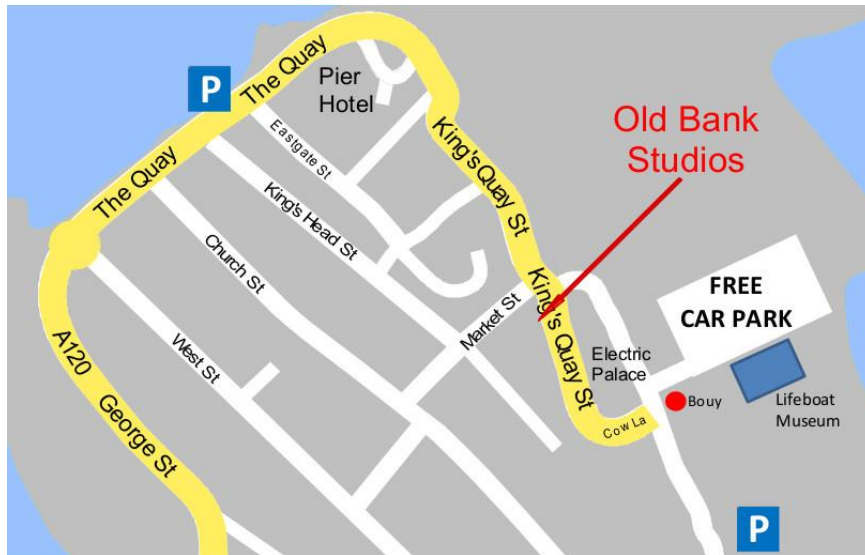 The Quay
P
Pier
Hotel
The Quay
Eastgate St
King's Quay St
Old Bank
Studios
King's Head St
Church St
King's Quay St
Market St
FREE
CAR PARK
A120
West St
Electric
Palace
Bouy
Lifeboat
Museum
George St
Cow La
P